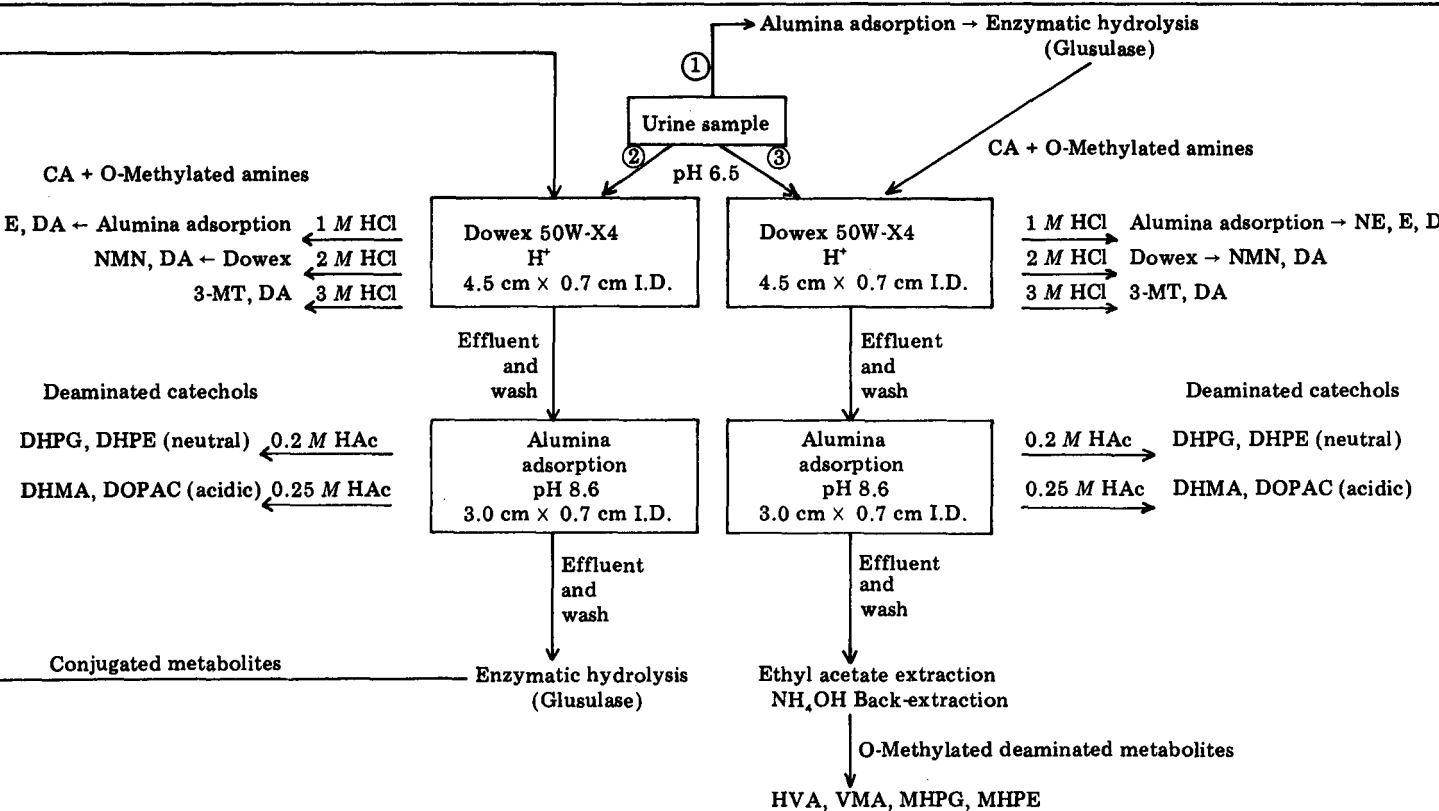 Alumina adsorption → Enzymatic hydrolysis
(Glusulase)
①
Urine sample
② ③
pH 6.5
CA + O-Methylated amines
CA + O-Methylated amines
E, DA ← Alumina adsorption 1 M HCl
NMN, DA ← Dowex 2 M HCl
3-MT, DA 3 M HCl
Dowex 50W-X4
H⁺
4.5 cm × 0.7 cm I.D.
Dowex 50W-X4
H⁺
4.5 cm × 0.7 cm I.D.
1 M HCl Alumina adsorption → NE, E, D
2 M HCl Dowex → NMN, DA
3 M HCl 3-MT, DA
Effluent
and
wash
Effluent
and
wash
Deaminated catechols
DHPG, DHPE (neutral) 0.2 M HAc
DHMA, DOPAC (acidic) 0.25 M HAc
Alumina
adsorption
pH 8.6
3.0 cm × 0.7 cm I.D.
Alumina
adsorption
pH 8.6
3.0 cm × 0.7 cm I.D.
Deaminated catechols
0.2 M HAc DHPG, DHPE (neutral)
0.25 M HAc DHMA, DOPAC (acidic)
Effluent
and
wash
Effluent
and
wash
Conjugated metabolites
Enzymatic hydrolysis
(Glusulase)
Ethyl acetate extraction
NH₄OH Back-extraction
O-Methylated deaminated metabolites
HVA, VMA, MHPG, MHPE